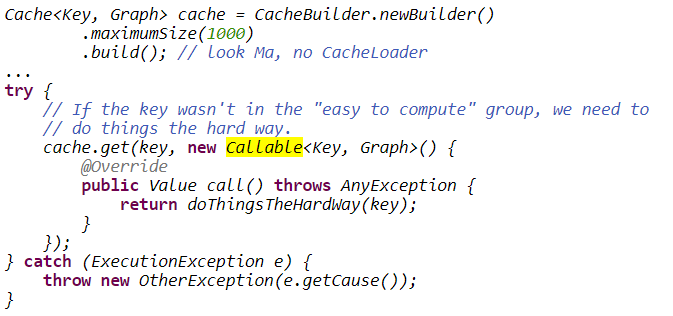 Cache<Key, Graph> cache = CacheBuilder.newBuilder()
.maximumSize(1000)
.build(); // look Ma, no CacheLoader
...
try {
// If the key wasn't in the "easy to compute" group, we need to
// do things the hard way.
cache.get(key, new Callable<Key, Graph>() {
@Override
public Value call() throws AnyException {
return doThingsTheHardWay(key);
}
});
} catch (ExecutionException e) {
throw new OtherException(e.getCause());
}